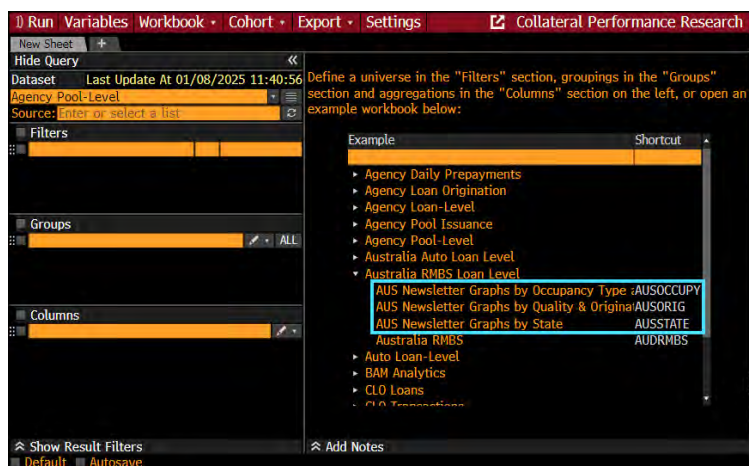 1) Run Variables Workbook Cohort Export Settings Collateral Performance Research
New Sheet +
Hide Query «
Dataset Last Update At 01/08/2025 11:40:56
Agency Pool-Level
Source: Enter or select a list
Filters
Groups
ALL
Columns
Show Result Filters
Default Autosave
Define a universe in the "Filters" section, groupings in the "Groups"
section and aggregations in the "Columns" section on the left, or open an
example workbook below:
Example Shortcut
Agency Daily Prepayments
Agency Loan Origination
Agency Loan-Level
Agency Pool Issuance
Agency Pool-Level
Australia Auto Loan Level
Australia RMBS Loan Level
AUS Newsletter Graphs by Occupancy Type AUSOCCUPY
AUS Newsletter Graphs by Quality & Origina AUSORIG
AUS Newsletter Graphs by State AUSSTATE
Australia RMBS AUDRMBS
Auto Loan-Level
BAM Analytics
CLO Loans
CLO Transactions
Add Notes